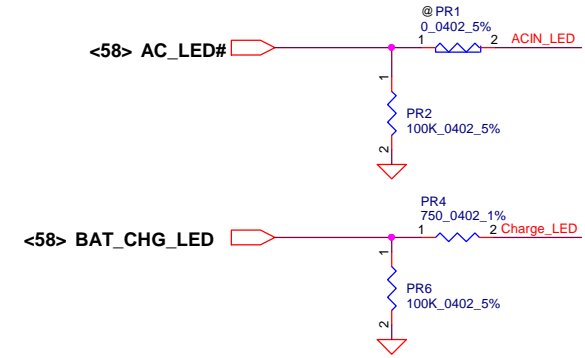 @ PR1
0_0402_5%
<58> AC_LED# 1 2 ACIN_LED
1
PR2
100K_0402_5%
2
PR4
750_0402_1%
<58> BAT_CHG_LED 1 2 Charge_LED
1
PR6
100K_0402_5%
2